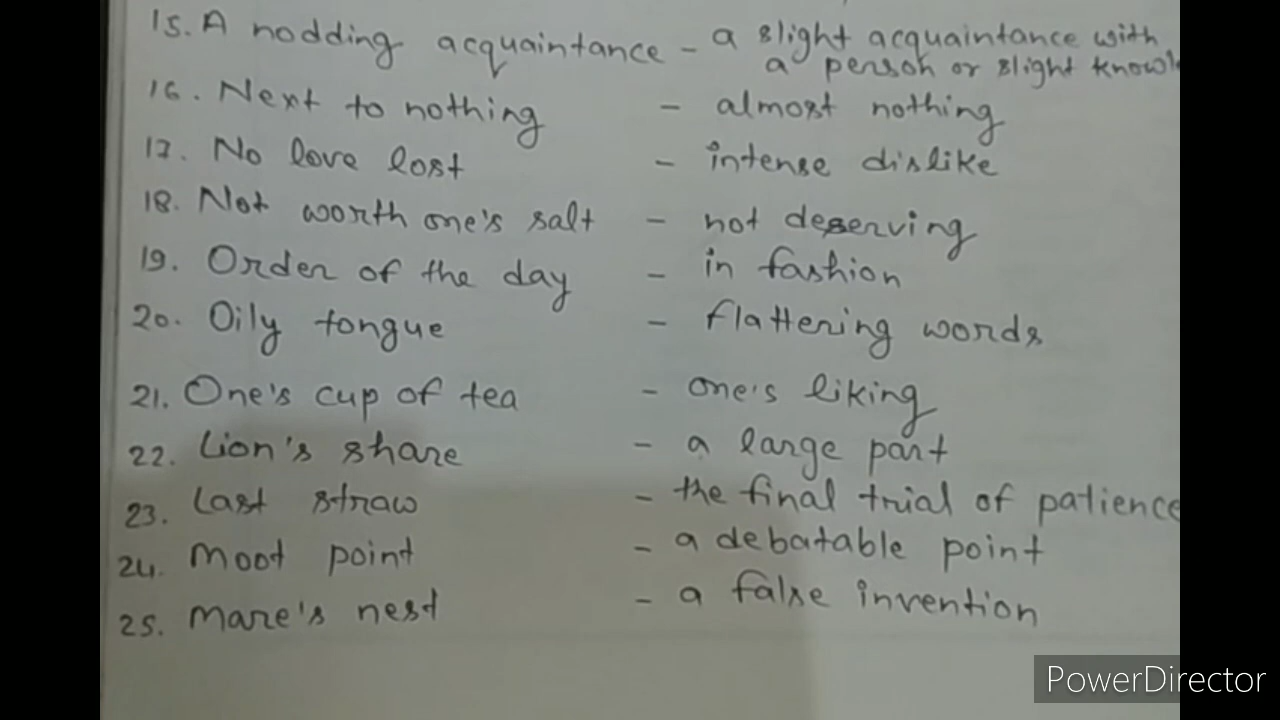 15. A nodding acquaintance - a slight acquaintance with
a person or slight
16. Next to nothing - almost nothing
17. No love lost - intense dislike
18. Not worth one's salt - not deserving
19. Order of the day - in fashion
20. Oily tongue - flattering words
21. One's cup of tea - one's liking
22. Lion's share - a large part
23. Last straw - the final trial of patience
24. Moot point - a debatable point
25. Mare's nest - a false invention
PowerDirector